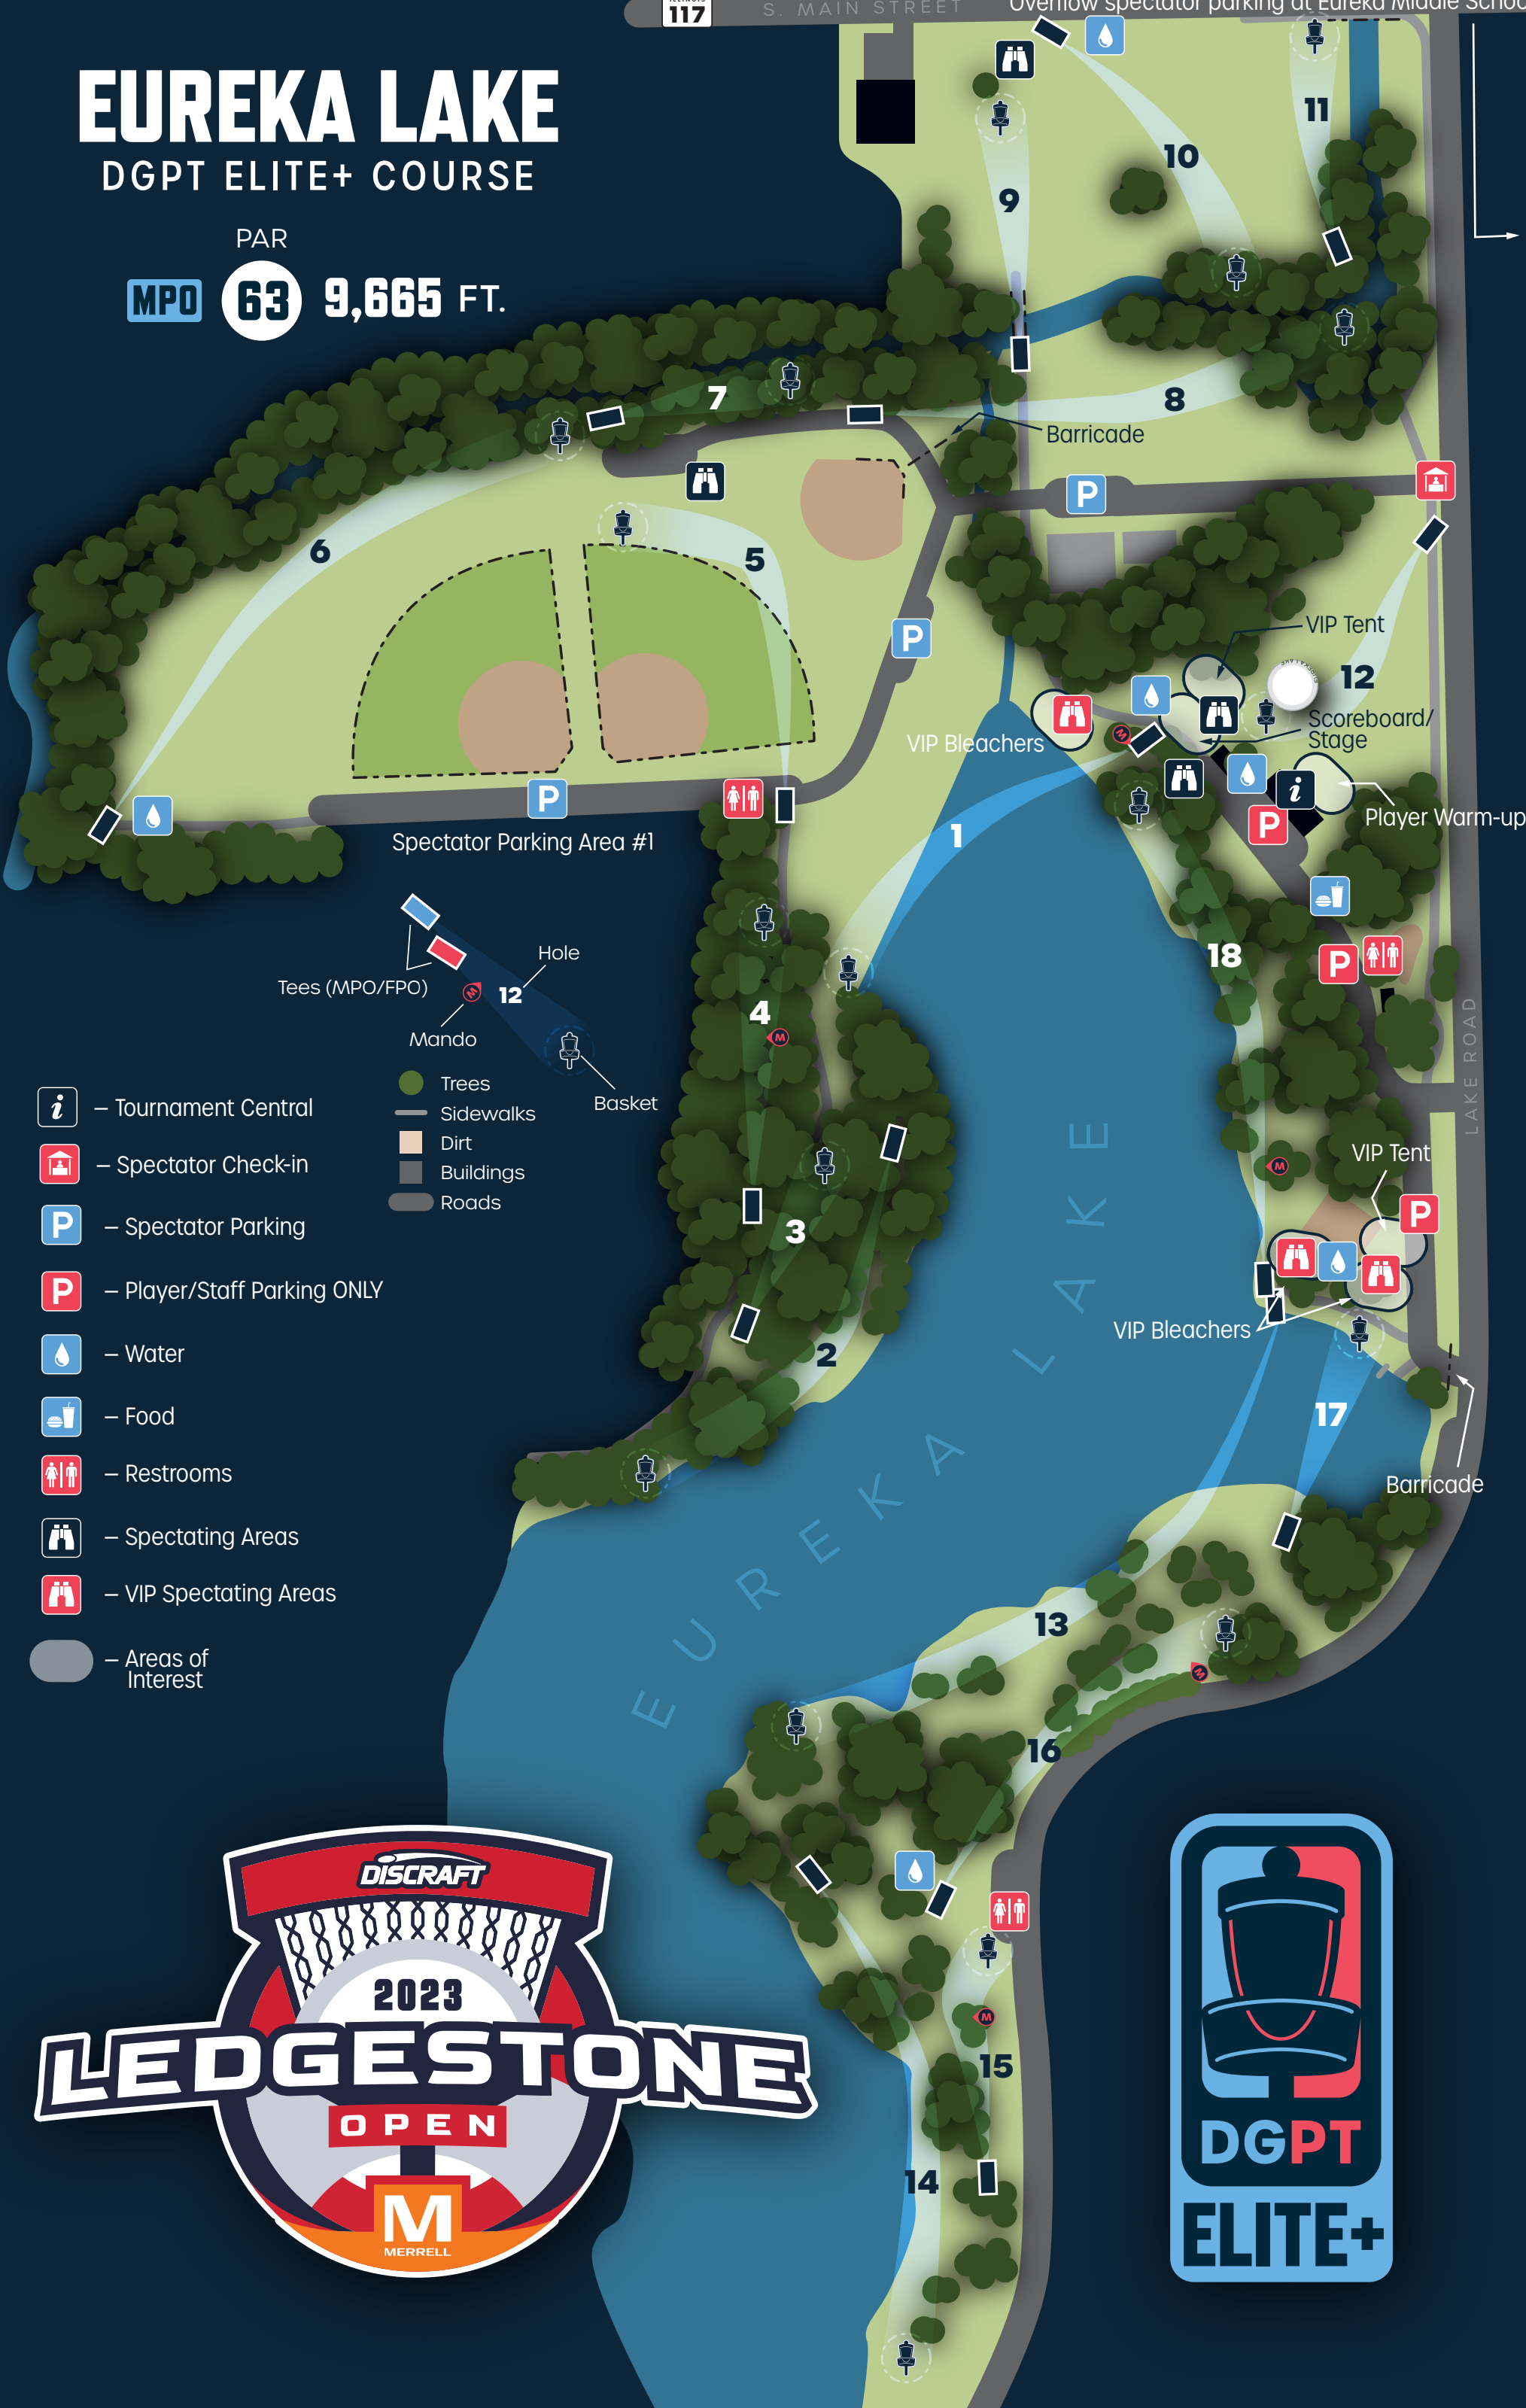 ILLINOIS
117
S. MAIN STREET
Overflow spectator parking at Eureka Middle Schoo
EUREKA LAKE
DGPT ELITE+ COURSE
PAR
MPO 63 9,665 FT.
11
10
9
8
Barricade
7
P
6
5
P
VIP Tent
12
Scoreboard/
Stage
VIP Bleachers
M
i
P
Player Warm-up
P
Spectator Parking Area #1
1
18
P
Hole
Tees (MPO/FPO)
M
12
Mando
Basket
4
M
LAKE ROAD
Trees
Sidewalks
Dirt
Buildings
Roads
i – Tournament Central
– Spectator Check-in
P – Spectator Parking
P – Player/Staff Parking ONLY
– Water
– Food
– Restrooms
– Spectating Areas
– VIP Spectating Areas
– Areas of
Interest
M
VIP Tent
P
3
VIP Bleachers
2
17
Barricade
EUREKA LAKE
13
M
16
M
15
14
DISCRAFT
2023
LEDGESTONE
OPEN
M
MERRELL
DGPT
ELITE+